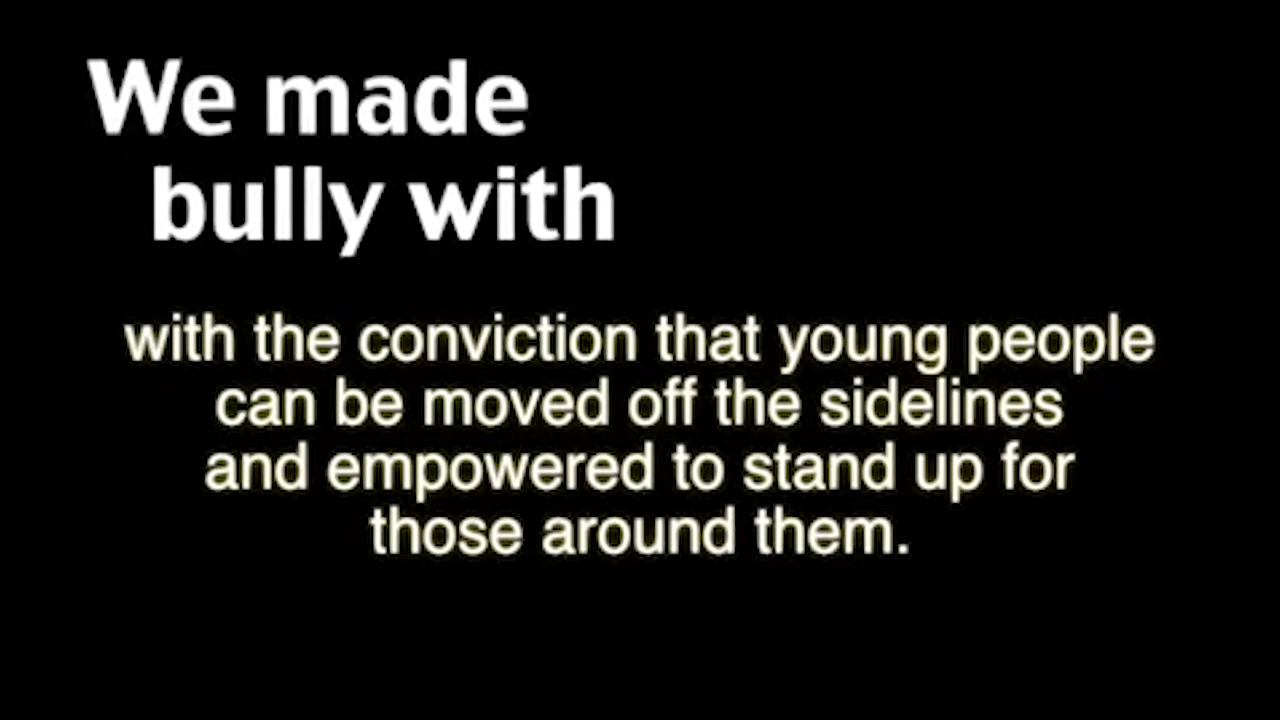 We made
bully with
with the conviction that young people
can be moved off the sidelines
and empowered to stand up for
those around them.